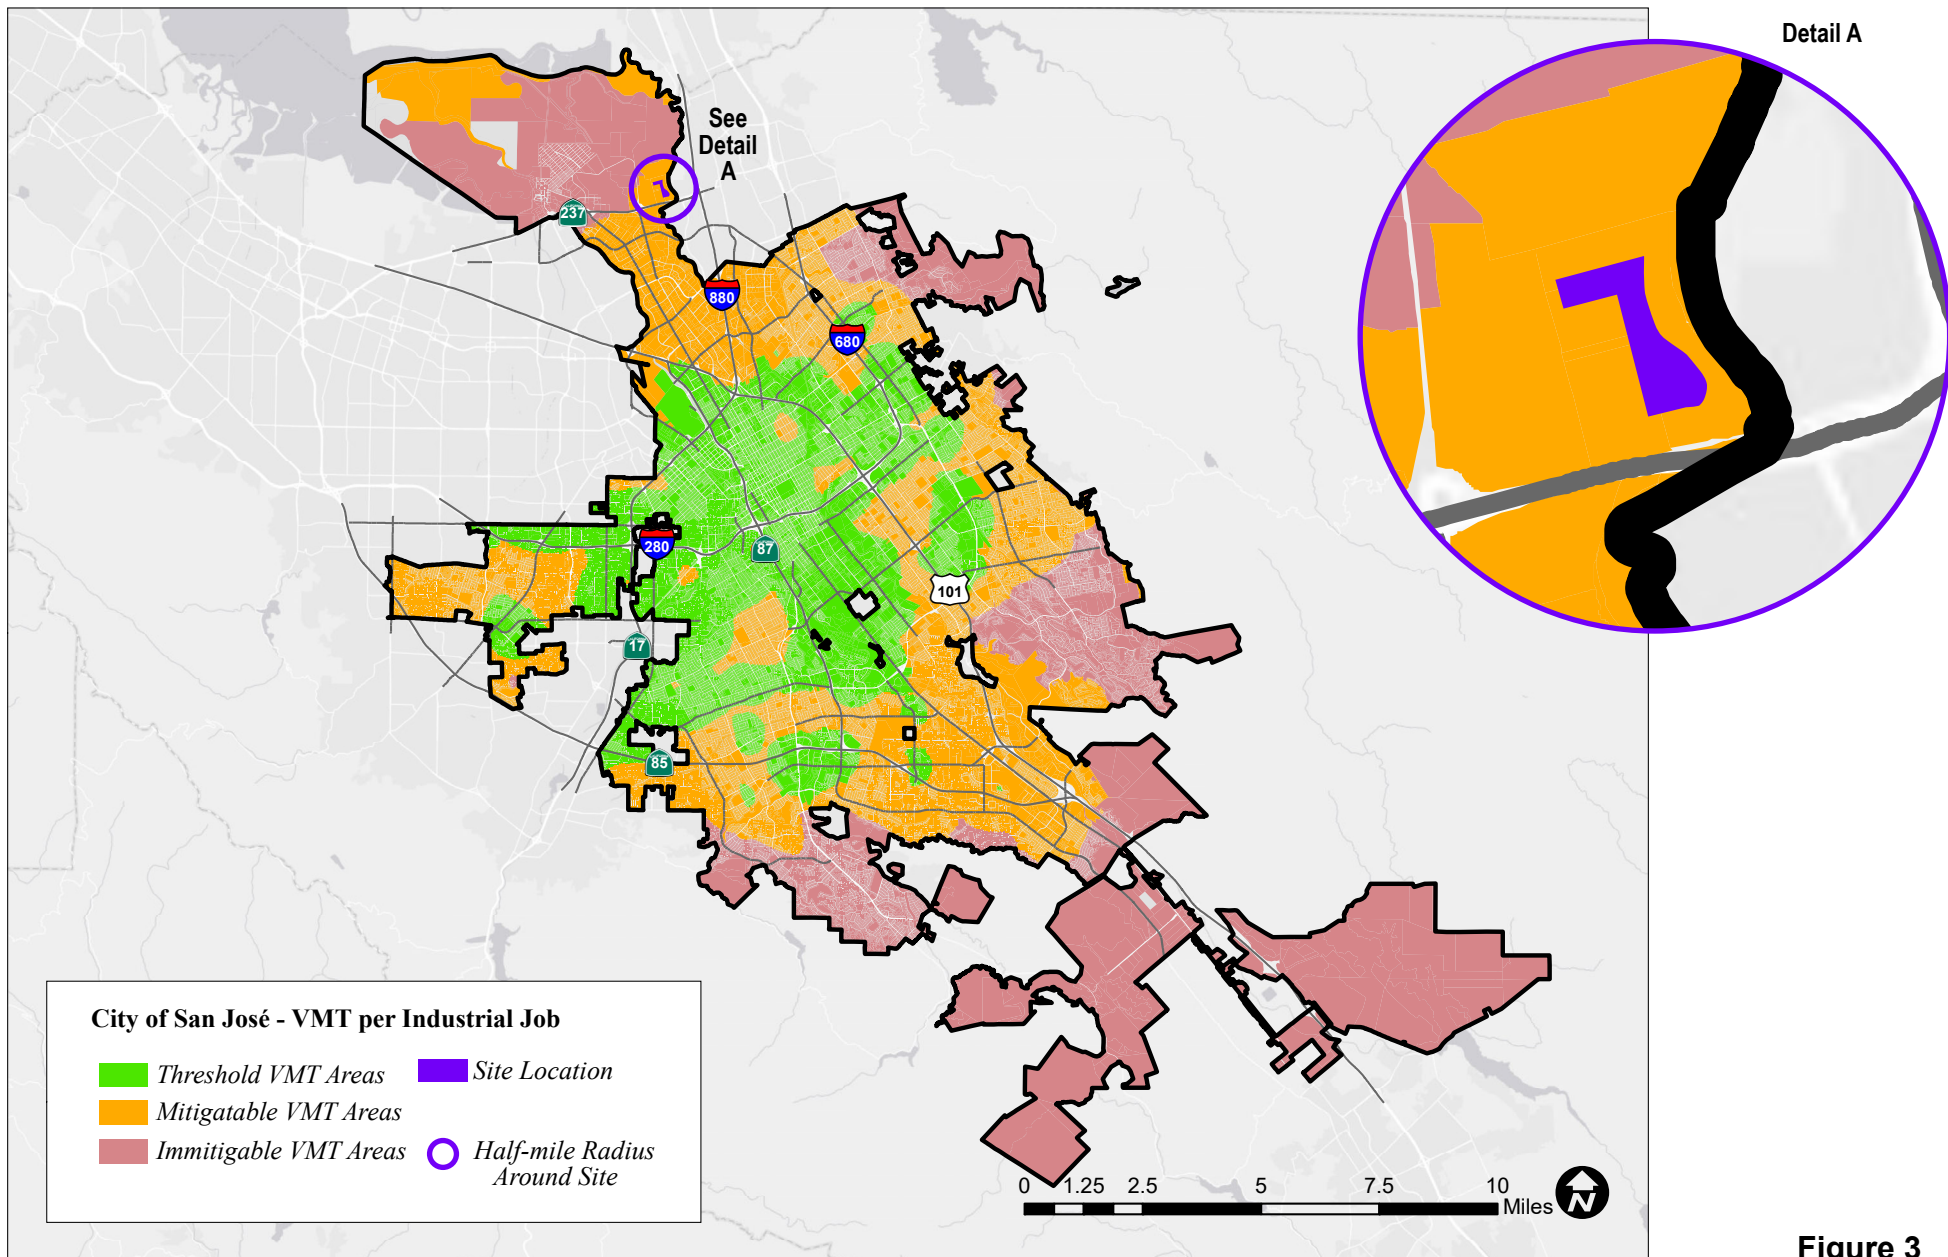 Detail A
See
Detail
A
237
880
680
280
87
101
17
85
City of San José - VMT per Industrial Job
Threshold VMT Areas
Site Location
Mitigatable VMT Areas
Immitigable VMT Areas
Half-mile Radius
Around Site
0 1.25 2.5 5 7.5 10
Miles
N
Figure 3